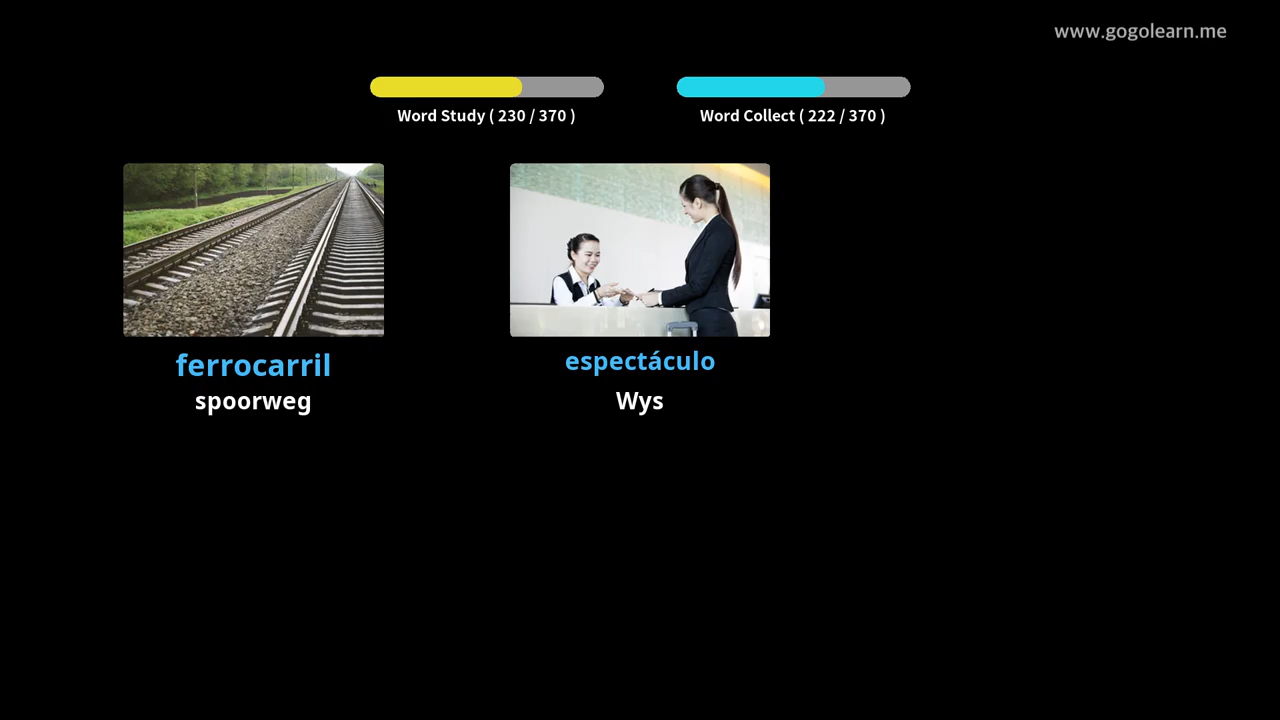 www.gogolearn.me
Word Study ( 230 / 370 )
Word Collect ( 222 / 370 )
ferrocarril
spoorweg
espectáculo
Wys